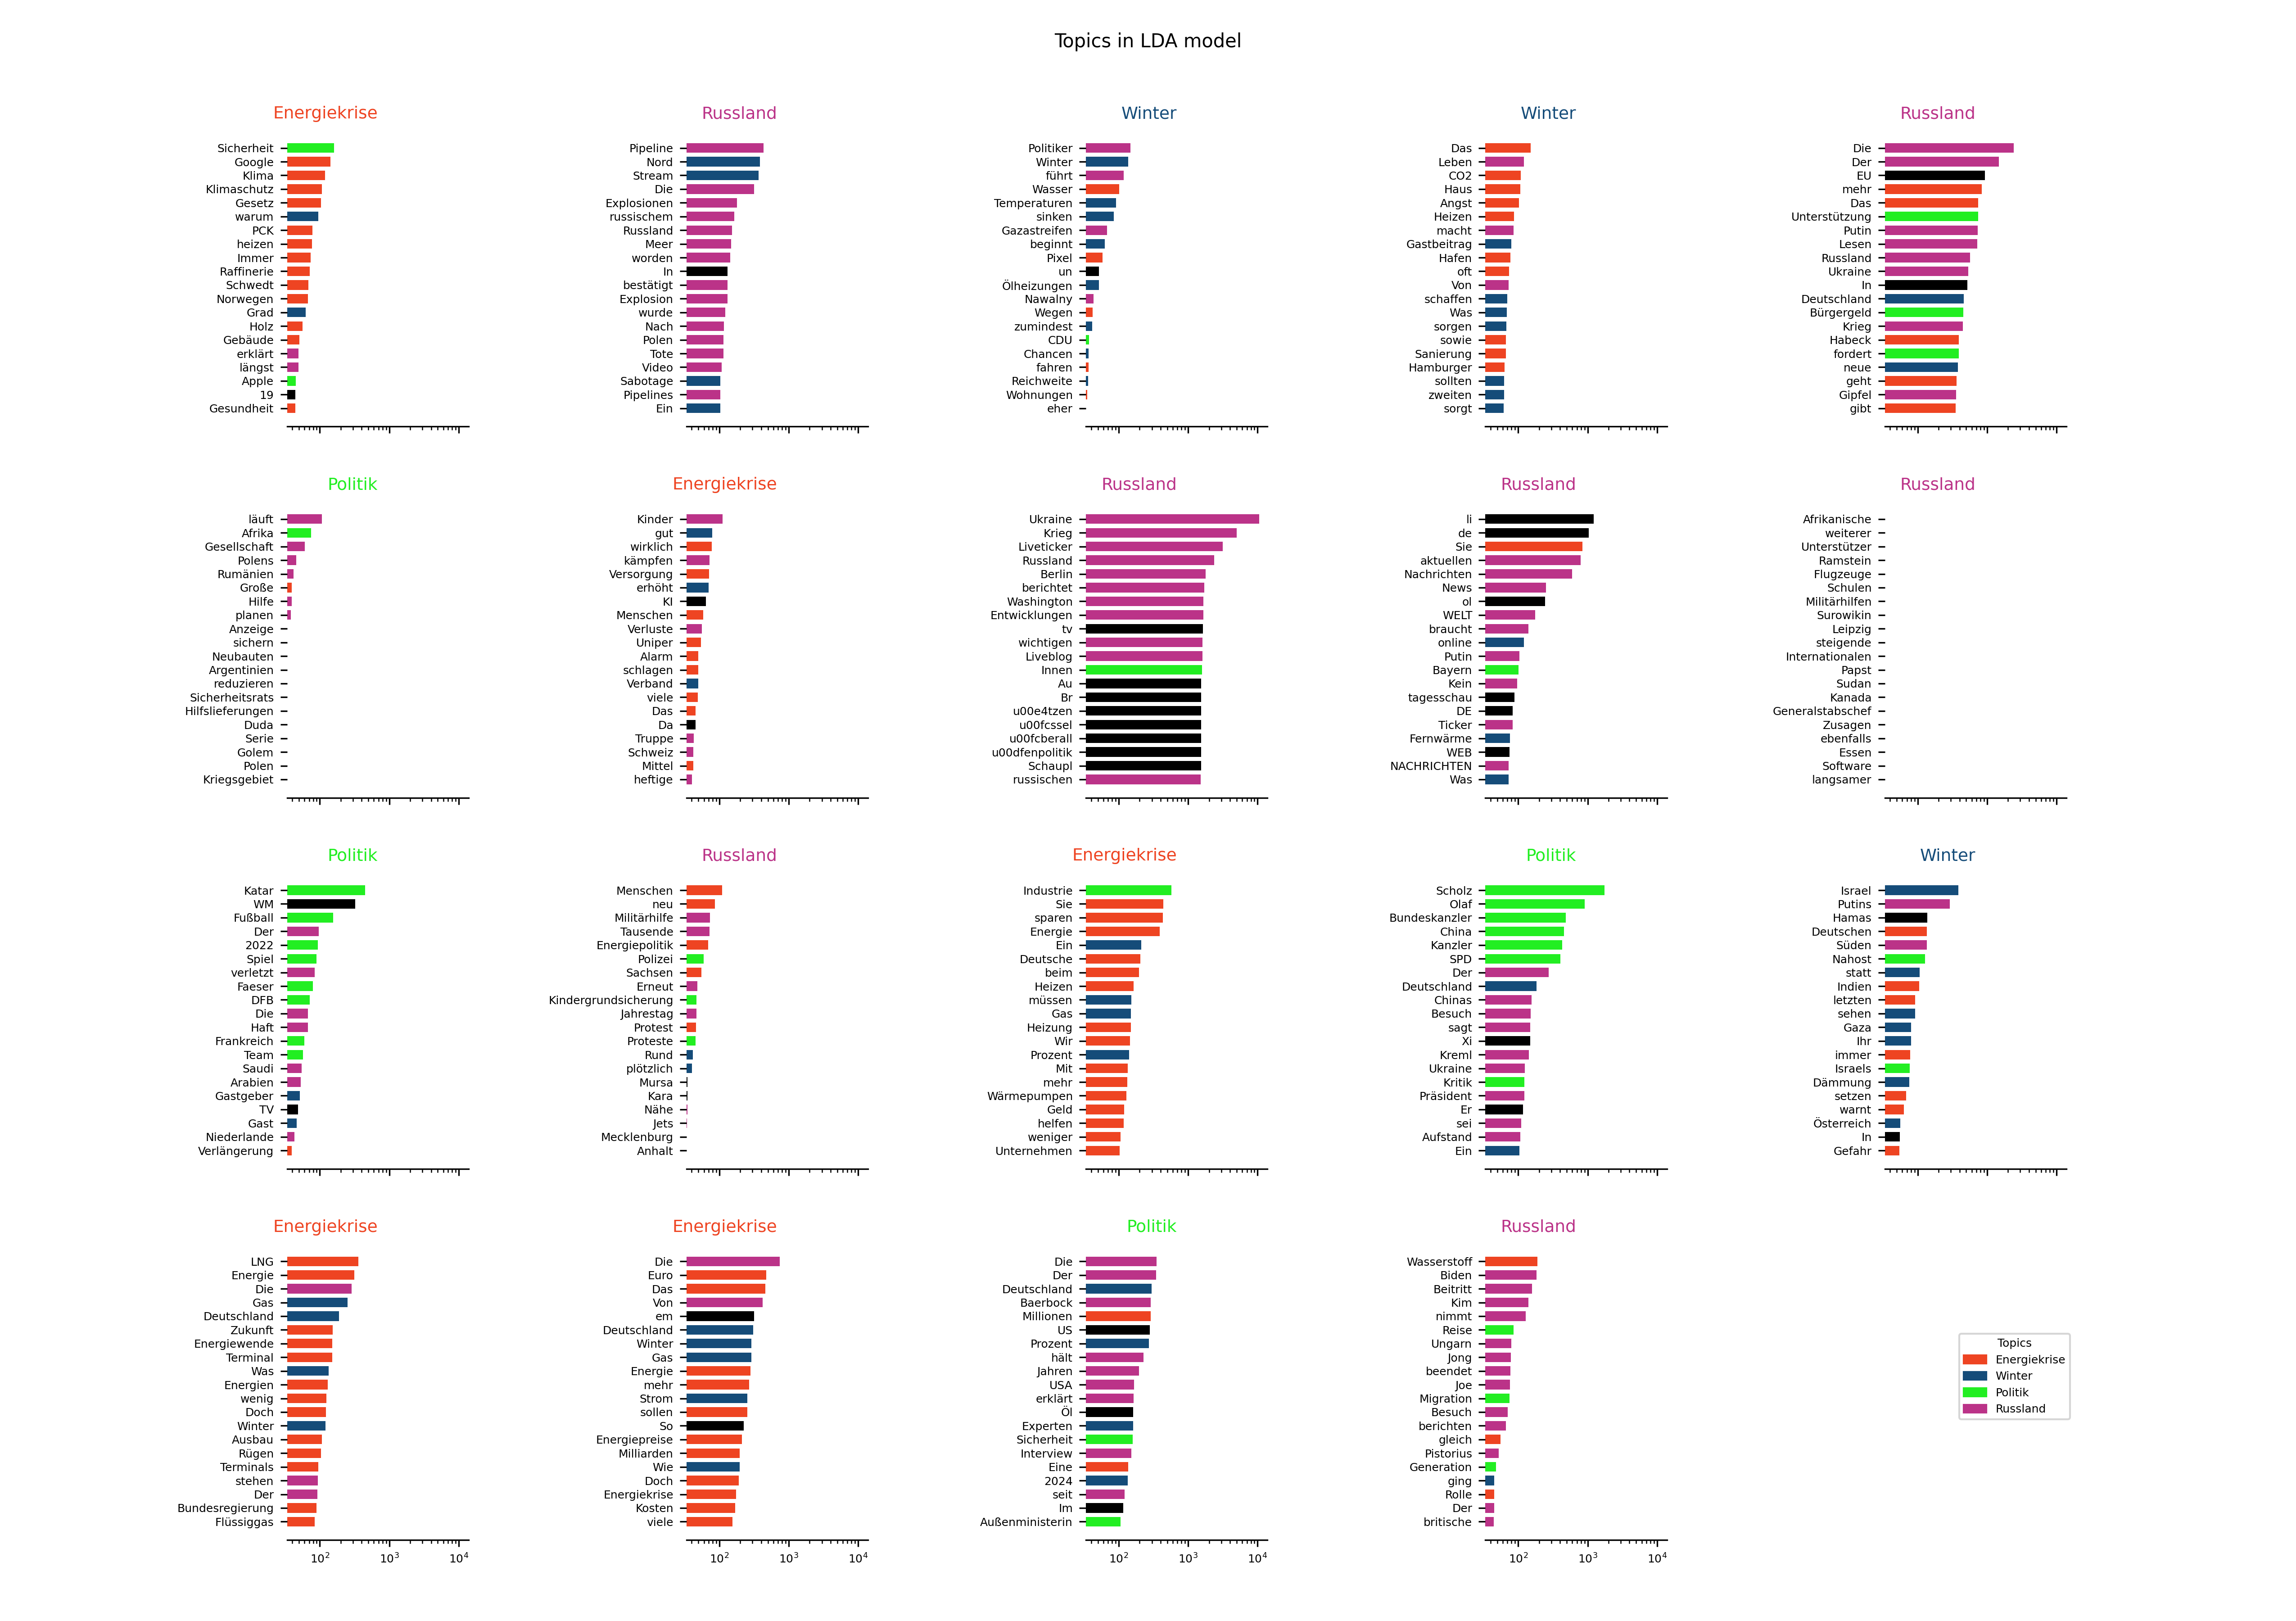 Topics in LDA model
Energiekrise
Sicherheit
Google
Klima
Klimaschutz
Gesetz
warum
PCK
heizen
Immer
Raffinerie
Schwedt
Norwegen
Grad
Holz
Gebäude
erklärt
längst
Apple
19
Gesundheit
Russland
Pipeline
Nord
Stream
Die
Explosionen
russischem
Russland
Meer
worden
In
bestätigt
Explosion
wurde
Nach
Polen
Tote
Video
Sabotage
Pipelines
Ein
Winter
Politiker
Winter
führt
Wasser
Temperaturen
sinken
Gazastreifen
beginnt
Pixel
un
Ölheizungen
Nawalny
Wegen
zumindest
CDU
Chancen
fahren
Reichweite
Wohnungen
eher
Winter
Das
Leben
CO2
Haus
Angst
Heizen
macht
Gastbeitrag
Hafen
oft
Von
schaffen
Was
sorgen
sowie
Sanierung
Hamburger
sollten
zweiten
sorgt
Russland
Die
Der
EU
mehr
Das
Unterstützung
Putin
Lesen
Russland
Ukraine
In
Deutschland
Bürgergeld
Krieg
Habeck
fordert
neue
geht
Gipfel
gibt
Politik
läuft
Afrika
Gesellschaft
Polens
Rumänien
Große
Hilfe
planen
Anzeige
sichern
Neubauten
Argentinien
reduzieren
Sicherheitsrats
Hilfslieferungen
Duda
Serie
Golem
Polen
Kriegsgebiet
Energiekrise
Kinder
gut
wirklich
kämpfen
Versorgung
erhöht
KI
Menschen
Verluste
Uniper
Alarm
schlagen
Verband
viele
Das
Da
Truppe
Schweiz
Mittel
heftige
Russland
Ukraine
Krieg
Liveticker
Russland
Berlin
berichtet
Washington
Entwicklungen
tv
wichtigen
Liveblog
Innen
Au
Br
u00e4tzen
u00fcssel
u00fcberall
u00dfenpolitik
Schaupl
russischen
Russland
li
de
Sie
aktuellen
Nachrichten
News
ol
WELT
braucht
online
Putin
Bayern
Kein
tagesschau
DE
Ticker
Fernwärme
WEB
NACHRICHTEN
Was
Russland
Afrikanische
weiterer
Unterstützer
Ramstein
Flugzeuge
Schulen
Militärhilfen
Surowikin
Leipzig
steigende
Internationalen
Papst
Sudan
Kanada
Generalstabschef
Zusagen
ebenfalls
Essen
Software
langsamer
Politik
Katar
WM
Fußball
Der
2022
Spiel
verletzt
Faeser
DFB
Die
Haft
Frankreich
Team
Saudi
Arabien
Gastgeber
TV
Gast
Niederlande
Verlängerung
Russland
Menschen
neu
Militärhilfe
Tausende
Energiepolitik
Polizei
Sachsen
Erneut
Kindergrundsicherung
Jahrestag
Protest
Proteste
Rund
plötzlich
Mursa
Kara
Nähe
Jets
Mecklenburg
Anhalt
Energiekrise
Industrie
Sie
sparen
Energie
Ein
Deutsche
beim
Heizen
müssen
Gas
Heizung
Wir
Prozent
Mit
mehr
Wärmepumpen
Geld
helfen
weniger
Unternehmen
Politik
Scholz
Olaf
Bundeskanzler
China
Kanzler
SPD
Der
Deutschland
Chinas
Besuch
sagt
Xi
Kreml
Ukraine
Kritik
Präsident
Er
sei
Aufstand
Ein
Winter
Israel
Putins
Hamas
Deutschen
Süden
Nahost
statt
Indien
letzten
sehen
Gaza
Ihr
immer
Israels
Dämmung
setzen
warnt
Österreich
In
Gefahr
Energiekrise
LNG
Energie
Die
Gas
Deutschland
Zukunft
Energiewende
Terminal
Was
Energien
wenig
Doch
Winter
Ausbau
Rügen
Terminals
stehen
Der
Bundesregierung
Flüssiggas
10² 10³ 10⁴
Energiekrise
Die
Euro
Das
Von
em
Deutschland
Winter
Gas
Energie
mehr
Strom
sollen
So
Energiepreise
Milliarden
Wie
Doch
Energiekrise
Kosten
viele
10² 10³ 10⁴
Politik
Die
Der
Deutschland
Baerbock
Millionen
US
Prozent
hält
Jahren
USA
erklärt
Öl
Experten
Sicherheit
Interview
Eine
2024
seit
Im
Außenministerin
10² 10³ 10⁴
Russland
Wasserstoff
Biden
Beitritt
Kim
nimmt
Reise
Ungarn
Jong
beendet
Joe
Migration
Besuch
berichten
gleich
Pistorius
Generation
ging
Rolle
Der
britische
10² 10³ 10⁴
Topics
Energiekrise
Winter
Politik
Russland